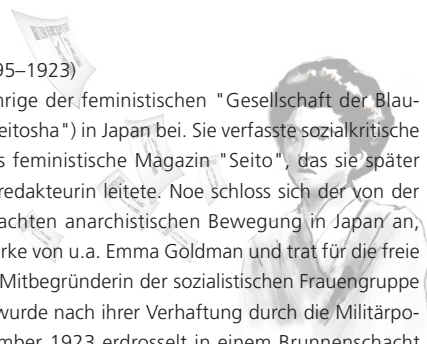 95–1923)
hrige der feministischen "Gesellschaft der Blau-
eitosha") in Japan bei. Sie verfasste sozialkritische
s feministische Magazin "Seito", das sie später
redakteurin leitete. Noe schloss sich der von der
achten anarchistischen Bewegung in Japan an,
rke von u.a. Emma Goldman und trat für die freie
Mitbegründerin der sozialistischen Frauengruppe
wurde nach ihrer Verhaftung durch die Militärpo-
mber 1923 erdrosselt in einem Brunnenschacht